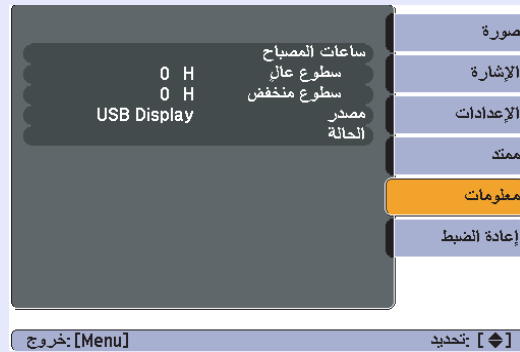 صورة
الإشارة
الإعدادات
ممتد
معلومات
إعادة الضبط
ساعات المصباح
سطوع عالٍ 0 H
سطوع منخفض 0 H
مصدر USB Display
الحالة
[♦] :تحديد
[Menu] :خروج